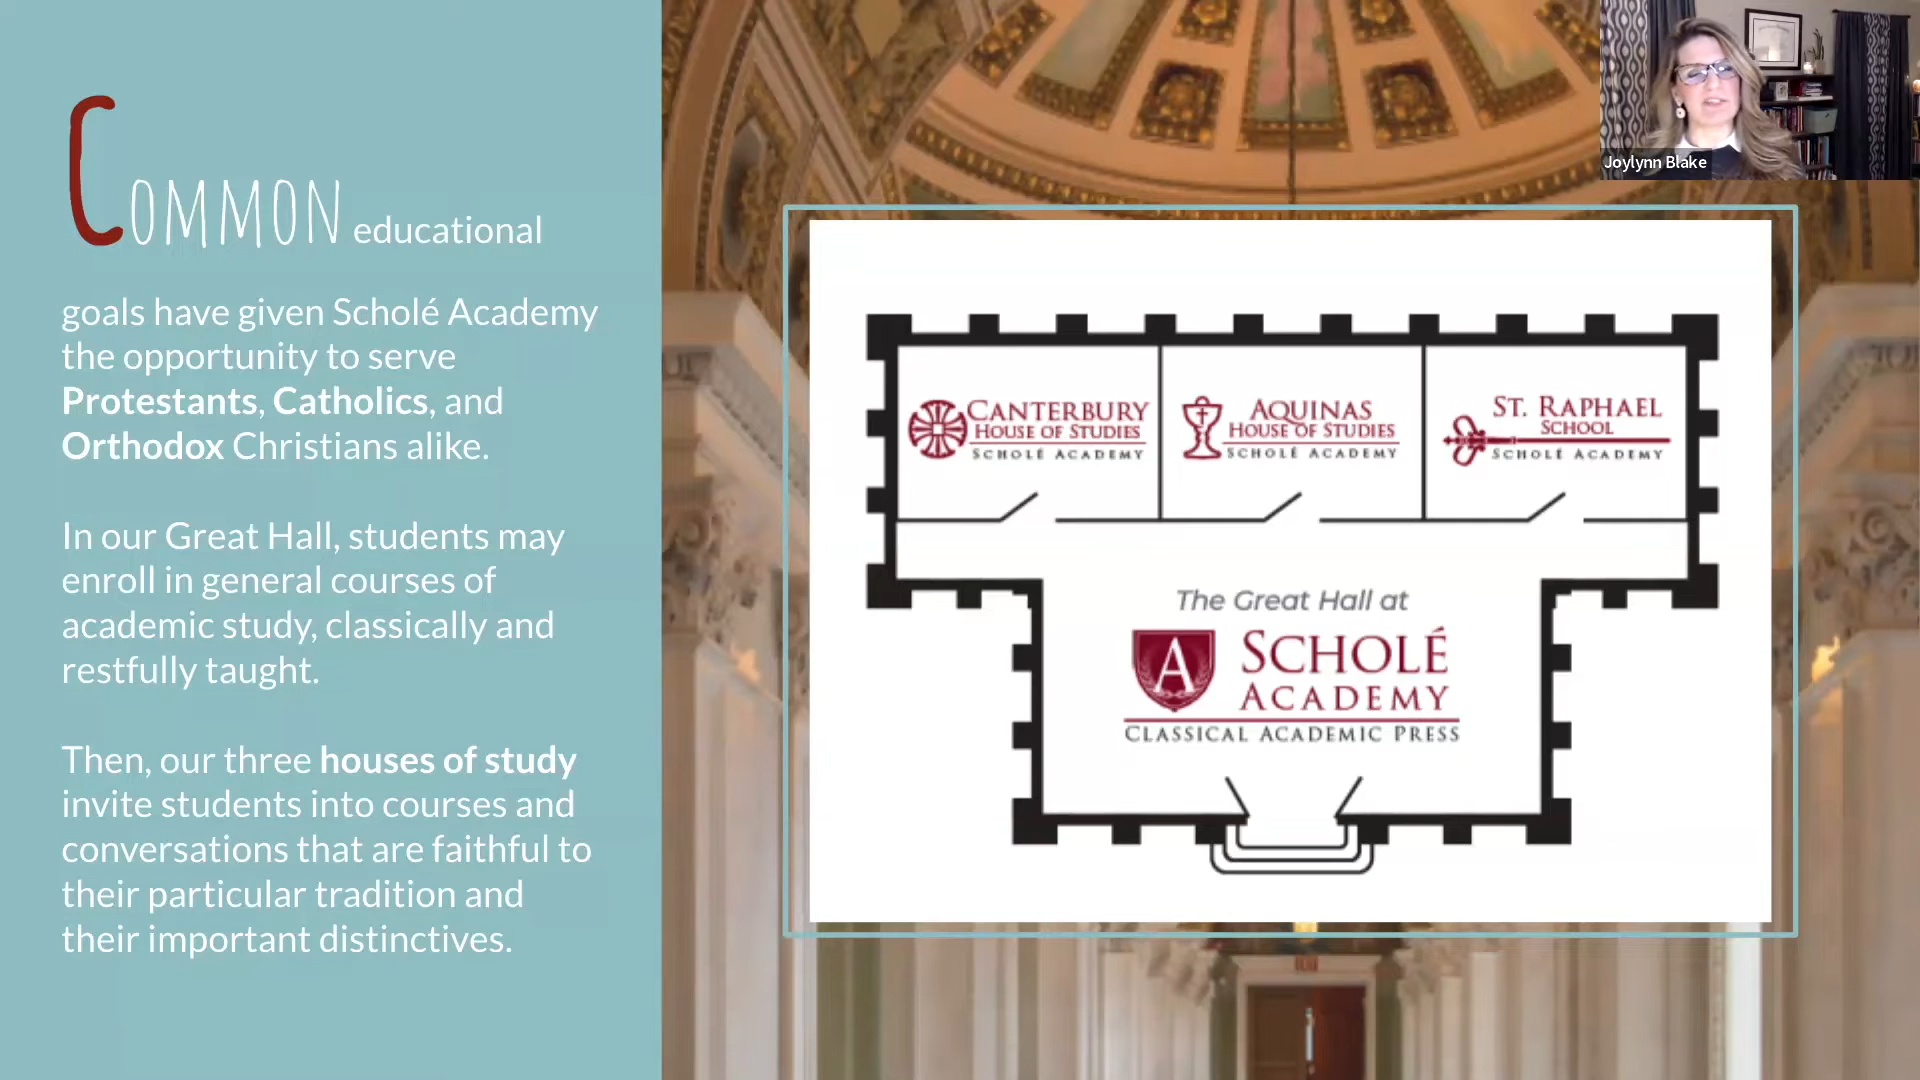 Common educational
goals have given Scholé Academy
the opportunity to serve
Protestants, Catholics, and
Orthodox Christians alike.
In our Great Hall, students may
enroll in general courses of
academic study, classically and
restfully taught.
Then, our three houses of study
invite students into courses and
conversations that are faithful to
their particular tradition and
their important distinctives.
Joylynn Blake
CANTERBURY
HOUSE OF STUDIES
SCHOLÉ ACADEMY
AQUINAS
HOUSE OF STUDIES
SCHOLÉ ACADEMY
ST. RAPHAEL
SCHOOL
SCHOLÉ ACADEMY
The Great Hall at
A
SCHOLÉ
ACADEMY
CLASSICAL ACADEMIC PRESS